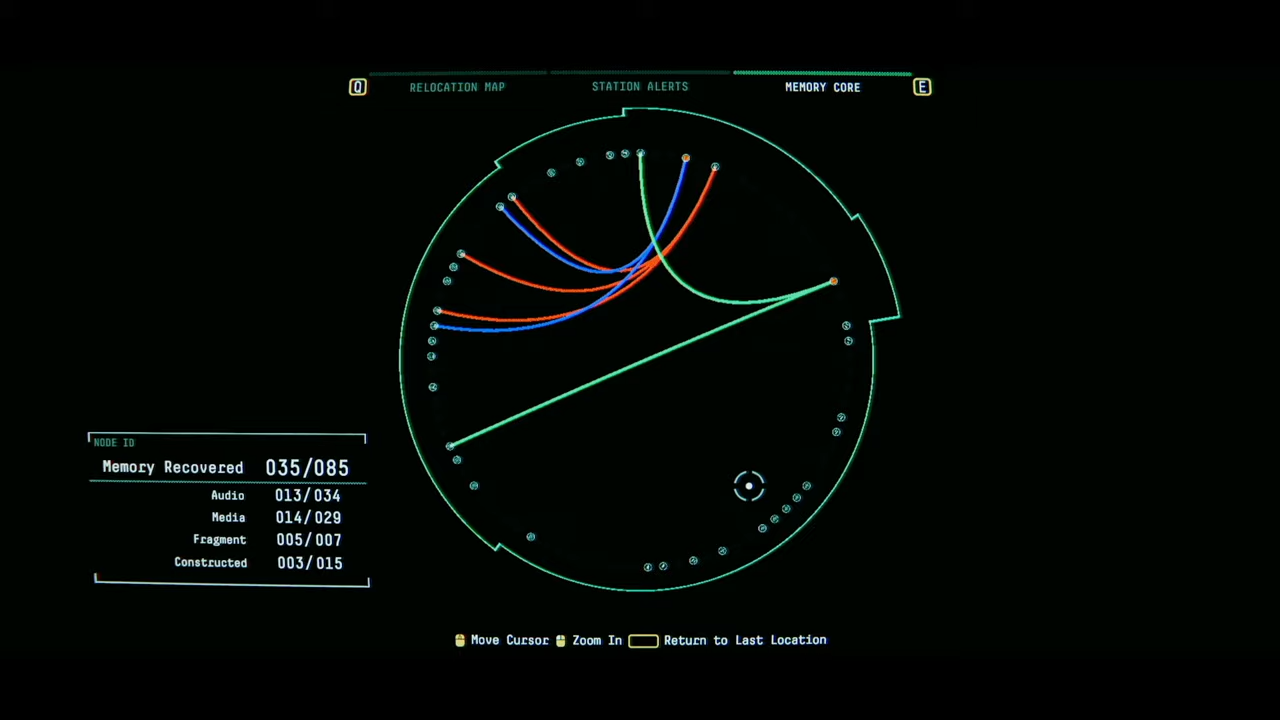 Q RELOCATION MAP STATION ALERTS MEMORY CORE E
NODE ID
Memory Recovered 035/085
Audio 013/034
Media 014/029
Fragment 005/007
Constructed 003/015
Move Cursor Zoom In Return to Last Location